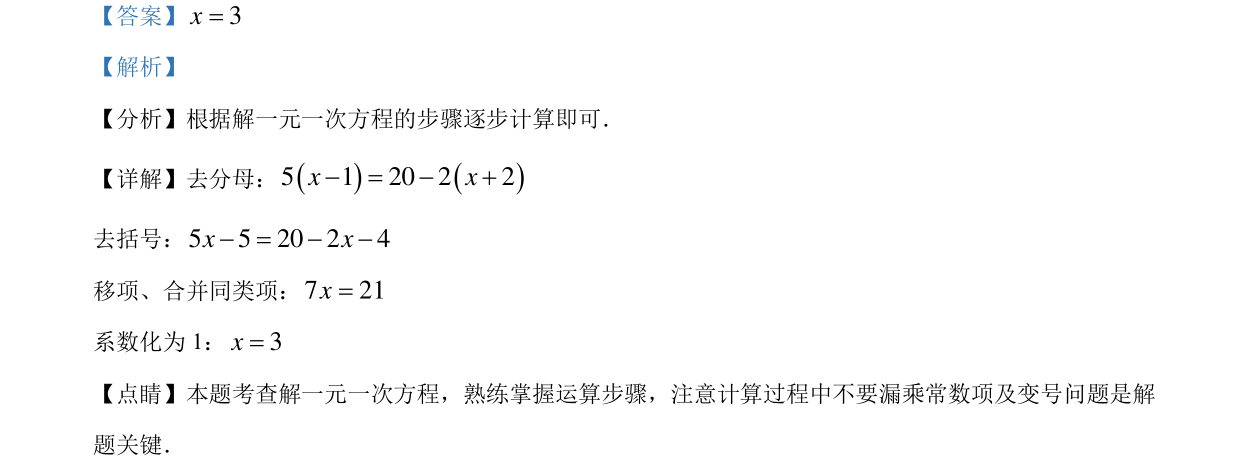 【答案】x = 3
【解析】
【分析】根据解一元一次方程的步骤逐步计算即可.
【详解】去分母：5(x−1)=20−2(x+2)
去括号：5x−5=20−2x−4
移项、合并同类项：7x=21
系数化为 1：x=3
【点睛】本题考查解一元一次方程，熟练掌握运算步骤，注意计算过程中不要漏乘常数项及变号问题是解
题关键.